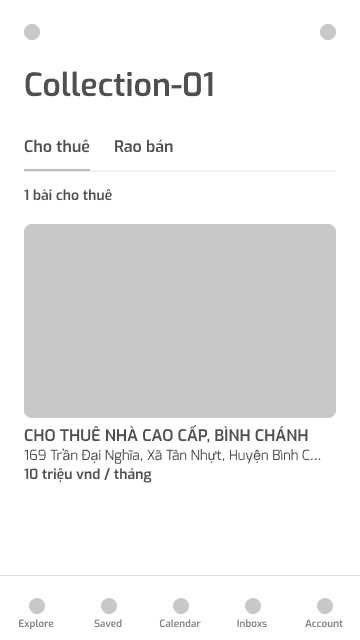 Collection-01
Cho thuê Rao bán
1 bài cho thuê
CHO THUÊ NHÀ CAO CẤP, BÌNH CHÁNH
169 Trần Đại Nghĩa, Xã Tân Nhựt, Huyện Bình C...
10 triệu vnd / tháng
Explore Saved Calendar Inboxs Account